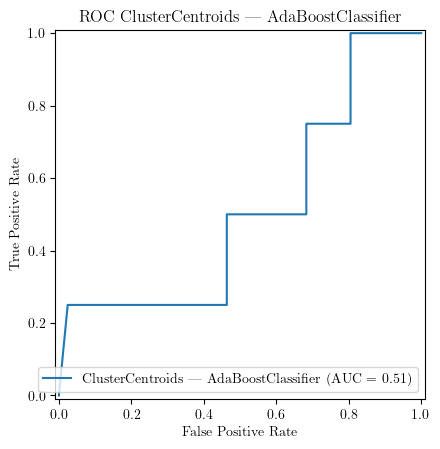 ROC ClusterCentroids — AdaBoostClassifier
1.0
0.8
0.6
0.4
0.2
0.0
True Positive Rate
ClusterCentroids — AdaBoostClassifier (AUC = 0.51)
0.0 0.2 0.4 0.6 0.8 1.0
False Positive Rate